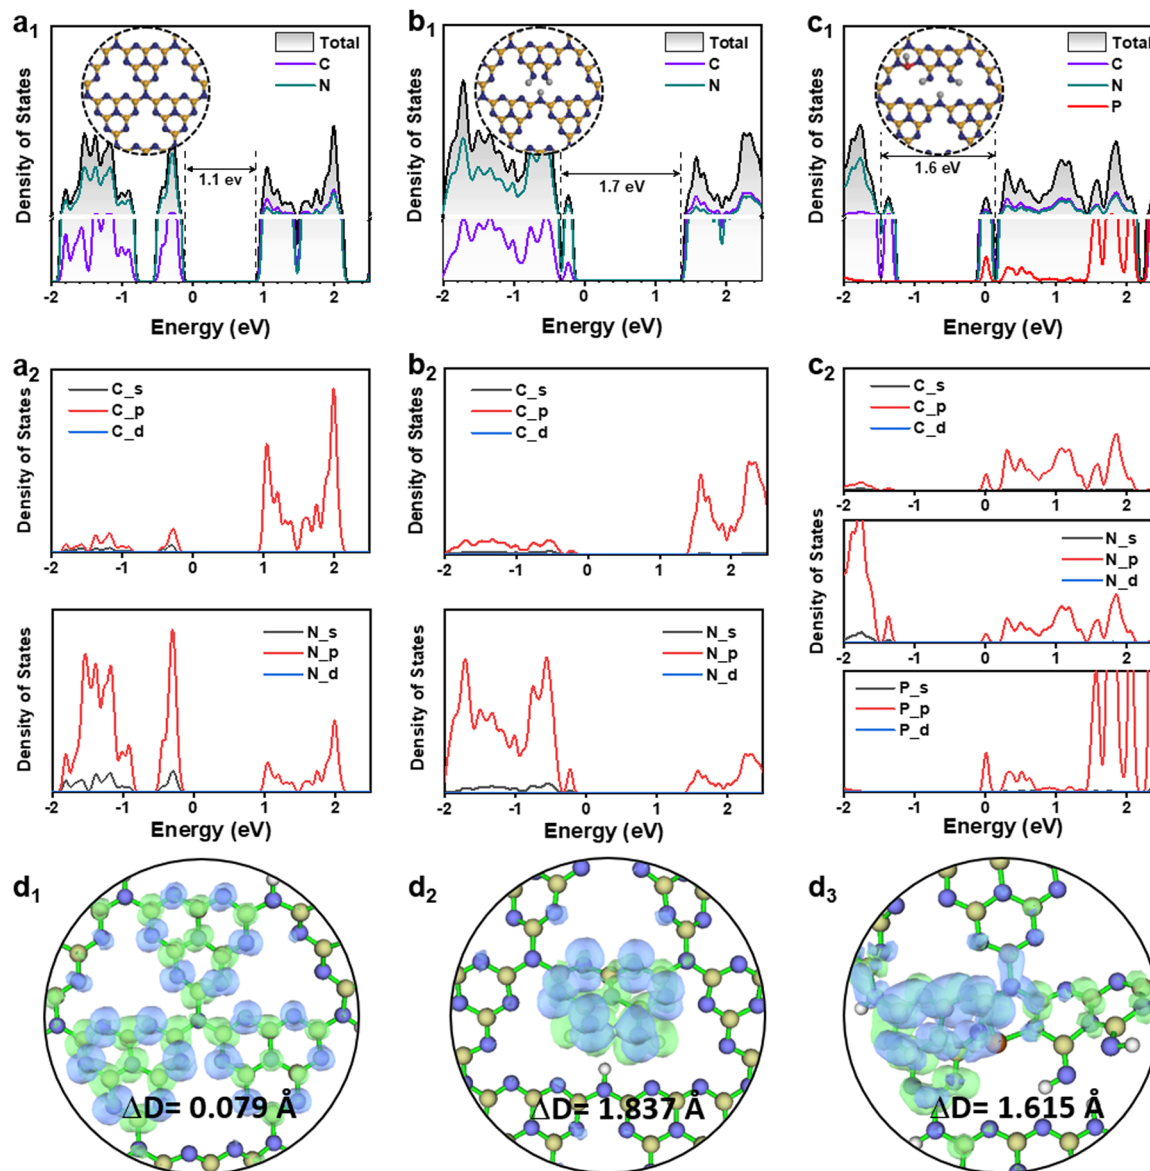 a1
Density of States
Total
C
N
1.1 ev
-2 -1 0 1 2
Energy (eV)
b1
Density of States
Total
C
N
1.7 eV
-2 -1 0 1 2
Energy (eV)
c1
Density of States
Total
C
N
P
1.6 eV
-2 -1 0 1 2
Energy (eV)
a2
Density of States
C_s
C_p
C_d
-2 -1 0 1 2
Density of States
N_s
N_p
N_d
-2 -1 0 1 2
Energy (eV)
b2
Density of States
C_s
C_p
C_d
-2 -1 0 1 2
Density of States
N_s
N_p
N_d
-2 -1 0 1 2
Energy (eV)
c2
Density of States
C_s
C_p
C_d
-2 -1 0 1 2
N_s
N_p
N_d
-2 -1 0 1 2
P_s
P_p
P_d
-2 -1 0 1 2
Energy (eV)
d1
ΔD= 0.079 Å
d2
ΔD= 1.837 Å
d3
ΔD= 1.615 Å